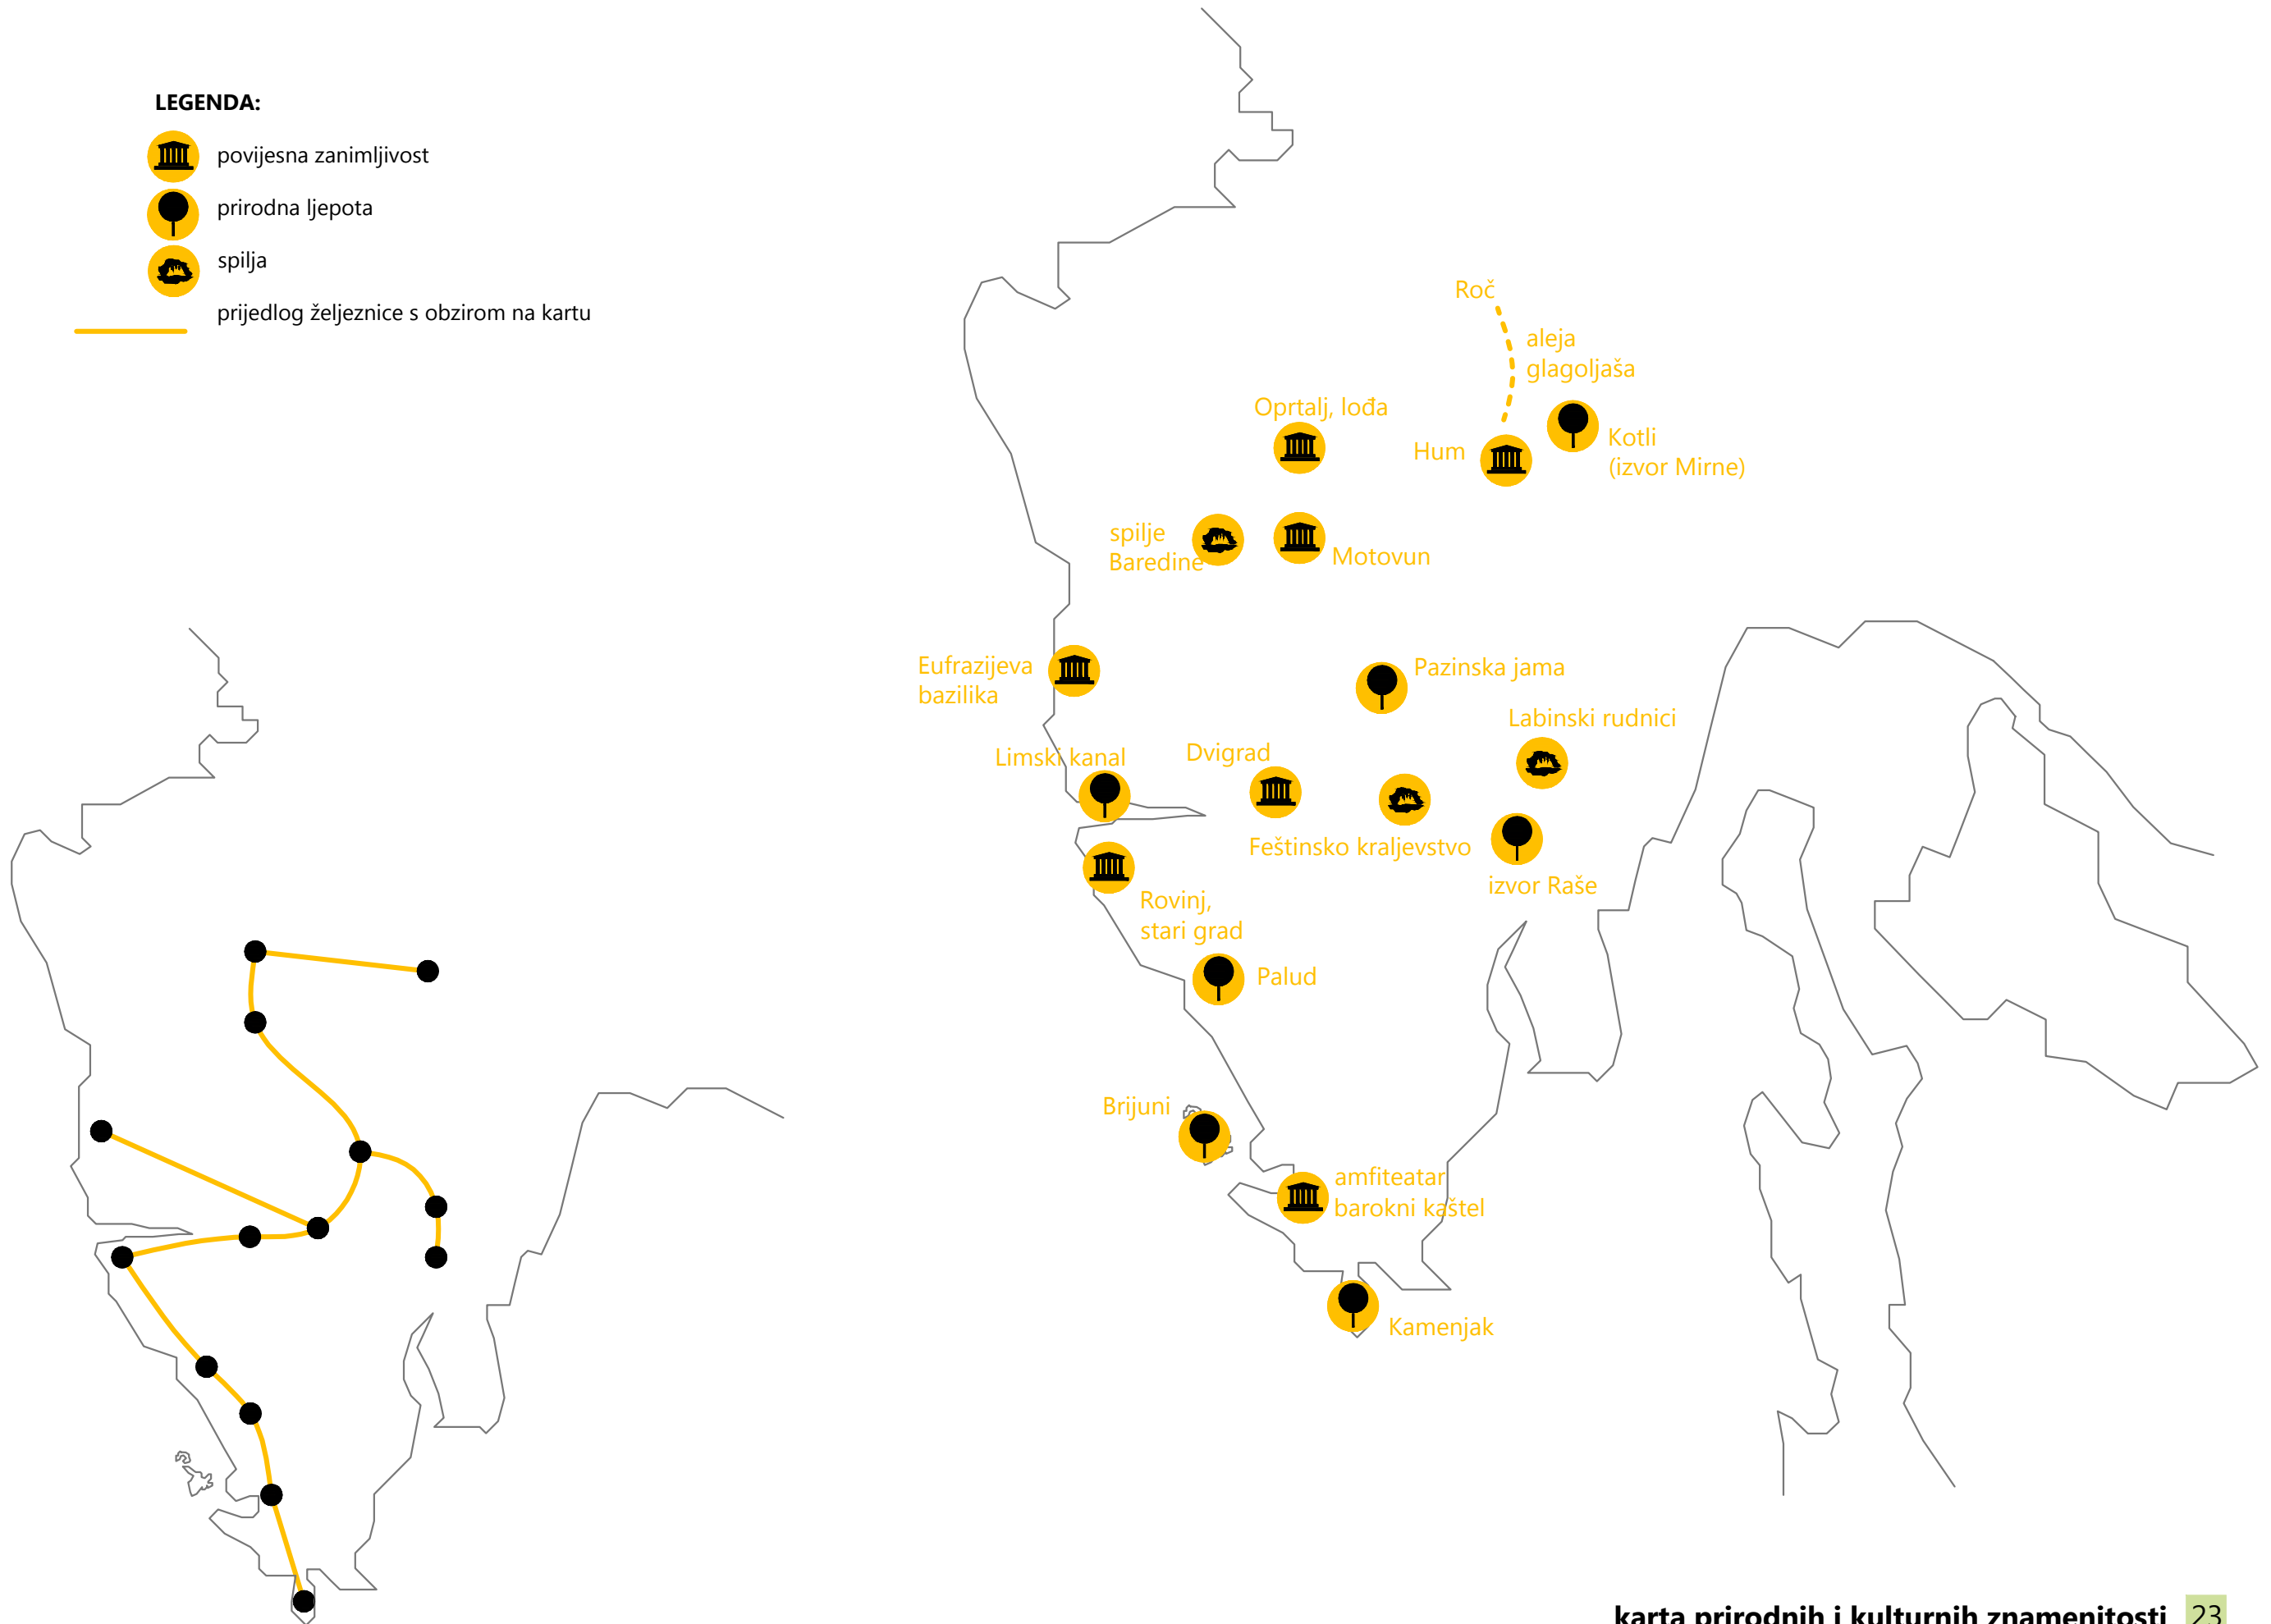 LEGENDA:
povijesna zanimljivost
prirodna ljepota
spilja
prijedlog željeznice s obzirom na kartu
Roč
aleja
glagoljaša
Oprtalj, lođa
Hum
Kotli
(izvor Mirne)
spilje
Baredine
Motovun
Eufrazijeva
bazilika
Pazinska jama
Labinski rudnici
Limski kanal
Dvigrad
Feštinsko kraljevstvo
izvor Raše
Rovinj,
stari grad
Palud
Brijuni
amfiteatar
barokni kaštel
Kamenjak
karta prirodnih i kulturnih znamenitosti 23